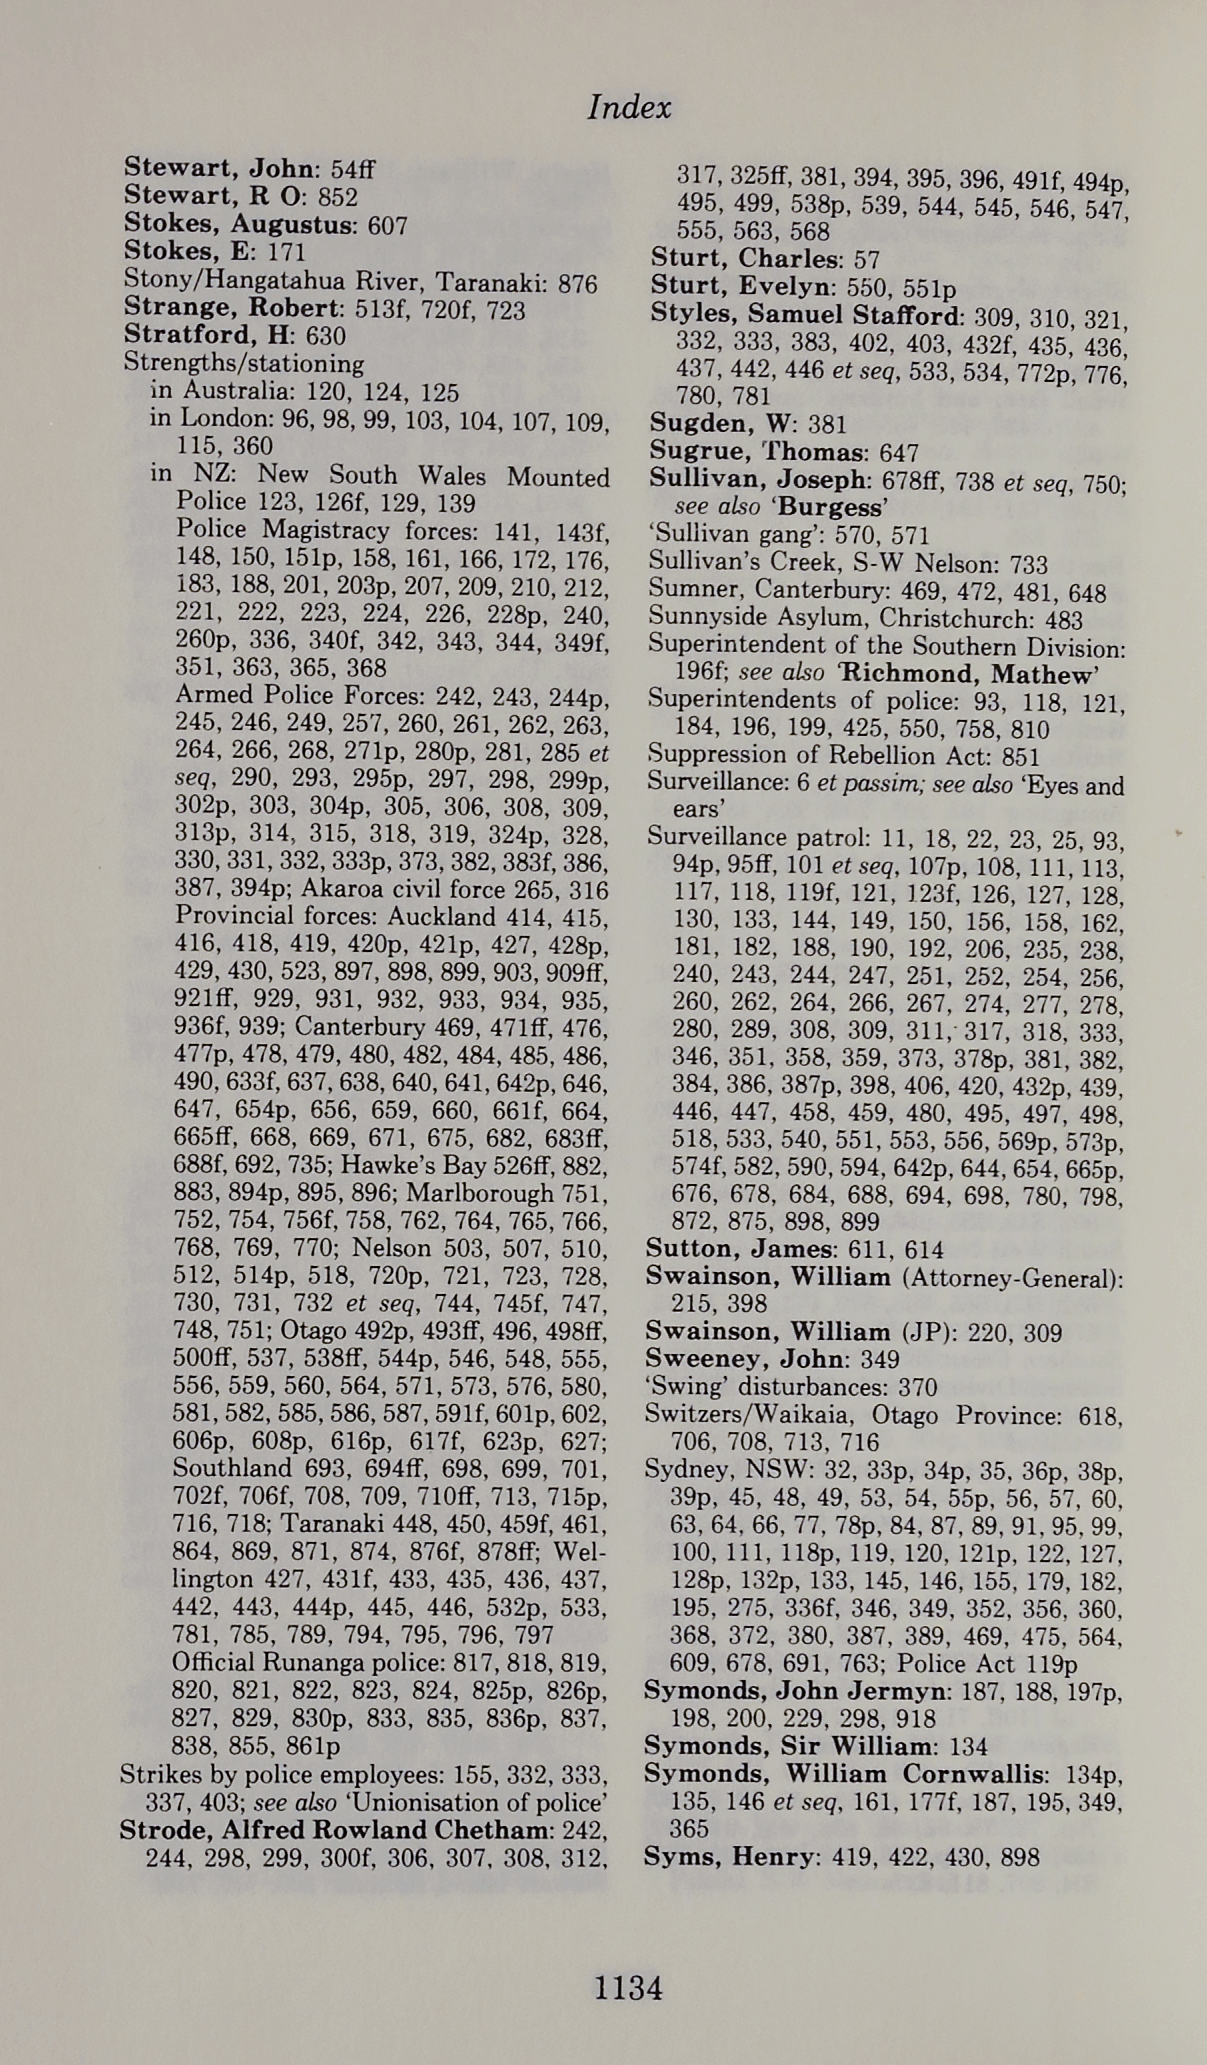 Index
Stewart, John: 54ff
Stewart, R O: 852
Stokes, Augustus: 607
Stokes, E: 171
Stony/Hangatahua River, Taranaki: 876
Strange, Robert: 513f, 720f, 723
Stratford, H: 630
Strengths/stationing
in Australia: 120, 124, 125
in London: 96, 98, 99, 103, 104, 107, 109,
115, 360
in NZ: New South Wales Mounted
Police 123, 126f, 129, 139
Police Magistracy forces: 141, 143f,
148, 150, 151p, 158, 161, 166, 172, 176,
183, 188, 201, 203p, 207, 209, 210, 212,
221, 222, 223, 224, 226, 228p, 240,
260p, 336, 340f, 342, 343, 344, 349f,
351, 363, 365, 368
Armed Police Forces: 242, 243, 244p,
245, 246, 249, 257, 260, 261, 262, 263,
264, 266, 268, 271p, 280p, 281, 285 et
seq, 290, 293, 295p, 297, 298, 299p,
302p, 303, 304p, 305, 306, 308, 309,
313p, 314, 315, 318, 319, 324p, 328,
330, 331, 332, 333p, 373, 382, 383f, 386,
387, 394p; Akaroa civil force 265, 316
Provincial forces: Auckland 414, 415,
416, 418, 419, 420p, 421p, 427, 428p,
429, 430, 523, 897, 898, 899, 903, 909ff,
921ff, 929, 931, 932, 933, 934, 935,
936f, 939; Canterbury 469, 471ff, 476,
477p, 478, 479, 480, 482, 484, 485, 486,
490, 633f, 637, 638, 640, 641, 642p, 646,
647, 654p, 656, 659, 660, 661f, 664,
665ff, 668, 669, 671, 675, 682, 683ff,
688f, 692, 735; Hawke's Bay 526ff, 882,
883, 894p, 895, 896; Marlborough 751,
752, 754, 756f, 758, 762, 764, 765, 766,
768, 769, 770; Nelson 503, 507, 510,
512, 514p, 518, 720p, 721, 723, 728,
730, 731, 732 et seq, 744, 745f, 747,
748, 751; Otago 492p, 493ff, 496, 498ff,
500ff, 537, 538ff, 544p, 546, 548, 555,
556, 559, 560, 564, 571, 573, 576, 580,
581, 582, 585, 586, 587, 591f, 601p, 602,
606p, 608p, 616p, 617f, 623p, 627;
Southland 693, 694ff, 698, 699, 701,
702f, 706f, 708, 709, 710ff, 713, 715p,
716, 718; Taranaki 448, 450, 459f, 461,
864, 869, 871, 874, 876f, 878ff; Wel-
lington 427, 431f, 433, 435, 436, 437,
442, 443, 444p, 445, 446, 532p, 533,
781, 785, 789, 794, 795, 796, 797
Official Runanga police: 817, 818, 819,
820, 821, 822, 823, 824, 825p, 826p,
827, 829, 830p, 833, 835, 836p, 837,
838, 855, 861p
Strikes by police employees: 155, 332, 333,
337, 403; see also ‘Unionisation of police’
Strode, Alfred Rowland Chetham: 242,
244, 298, 299, 300f, 306, 307, 308, 312,
317, 325ff, 381, 394, 395, 396, 491f, 494p,
495, 499, 538p, 539, 544, 545, 546, 547,
555, 563, 568
Sturt, Charles: 57
Sturt, Evelyn: 550, 551p
Styles, Samuel Stafford: 309, 310, 321,
332, 333, 383, 402, 403, 432f, 435, 436,
437, 442, 446 et seq, 533, 534, 772p, 776,
780, 781
Sugden, W: 381
Sugrue, Thomas: 647
Sullivan, Joseph: 678ff, 738 et seq, 750;
see also ‘Burgess’
‘Sullivan gang’: 570, 571
Sullivan's Creek, S-W Nelson: 733
Sumner, Canterbury: 469, 472, 481, 648
Sunnyside Asylum, Christchurch: 483
Superintendent of the Southern Division:
196f; see also ‘Richmond, Mathew’
Superintendents of police: 93, 118, 121,
184, 196, 199, 425, 550, 758, 810
Suppression of Rebellion Act: 851
Surveillance: 6 et passim; see also ‘Eyes and
ears’
Surveillance patrol: 11, 18, 22, 23, 25, 93,
94p, 95ff, 101 et seq, 107p, 108, 111, 113,
117, 118, 119f, 121, 123f, 126, 127, 128,
130, 133, 144, 149, 150, 156, 158, 162,
181, 182, 188, 190, 192, 206, 235, 238,
240, 243, 244, 247, 251, 252, 254, 256,
260, 262, 264, 266, 267, 274, 277, 278,
280, 289, 308, 309, 311, 317, 318, 333,
346, 351, 358, 359, 373, 378p, 381, 382,
384, 386, 387p, 398, 406, 420, 432p, 439,
446, 447, 458, 459, 480, 495, 497, 498,
518, 533, 540, 551, 553, 556, 569p, 573p,
574f, 582, 590, 594, 642p, 644, 654, 665p,
676, 678, 684, 688, 694, 698, 780, 798,
872, 875, 898, 899
Sutton, James: 611, 614
Swainson, William (Attorney-General):
215, 398
Swainson, William (JP): 220, 309
Sweeney, John: 349
‘Swing’ disturbances: 370
Switzers/Waikaia, Otago Province: 618,
706, 708, 713, 716
Sydney, NSW: 32, 33p, 34p, 35, 36p, 38p,
39p, 45, 48, 49, 53, 54, 55p, 56, 57, 60,
63, 64, 66, 77, 78p, 84, 87, 89, 91, 95, 99,
100, 111, 118p, 119, 120, 121p, 122, 127,
128p, 132p, 133, 145, 146, 155, 179, 182,
195, 275, 336f, 346, 349, 352, 356, 360,
368, 372, 380, 387, 389, 469, 475, 564,
609, 678, 691, 763; Police Act 119p
Symonds, John Jermyn: 187, 188, 197p,
198, 200, 229, 298, 918
Symonds, Sir William: 134
Symonds, William Cornwallis: 134p,
135, 146 et seq, 161, 177f, 187, 195, 349,
365
Syms, Henry: 419, 422, 430, 898
1134